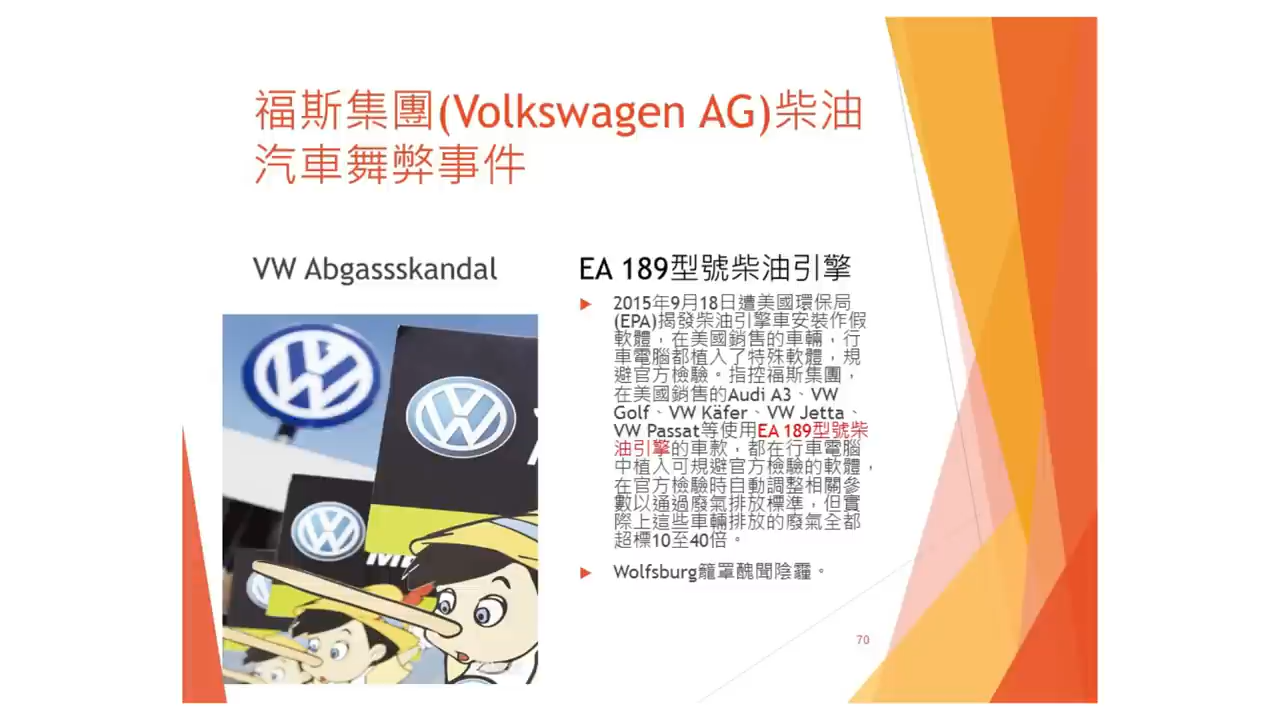 福斯集團(Volkswagen AG)柴油
汽車舞弊事件
VW Abgassskandal
EA 189型號柴油引擎
2015年9月18日遭美國環保局
(EPA)揭發柴油引擎車安裝作假
軟體，在美國銷售的車輛，行
車電腦都植入了特殊軟體，規
避官方檢驗。指控福斯集團，
在美國銷售的Audi A3、VW
Golf、VW Käfer、VW Jetta、
VW Passat等使用EA 189型號柴
油引擎的車款，都在行車電腦
中植入可規避官方檢驗的軟體，
在官方檢驗時自動調整相關參
數以通過廢氣排放標準，但實
際上這些車輛排放的廢氣全都
超標10至40倍。
Wolfsburg籠罩醜聞陰霾。
70